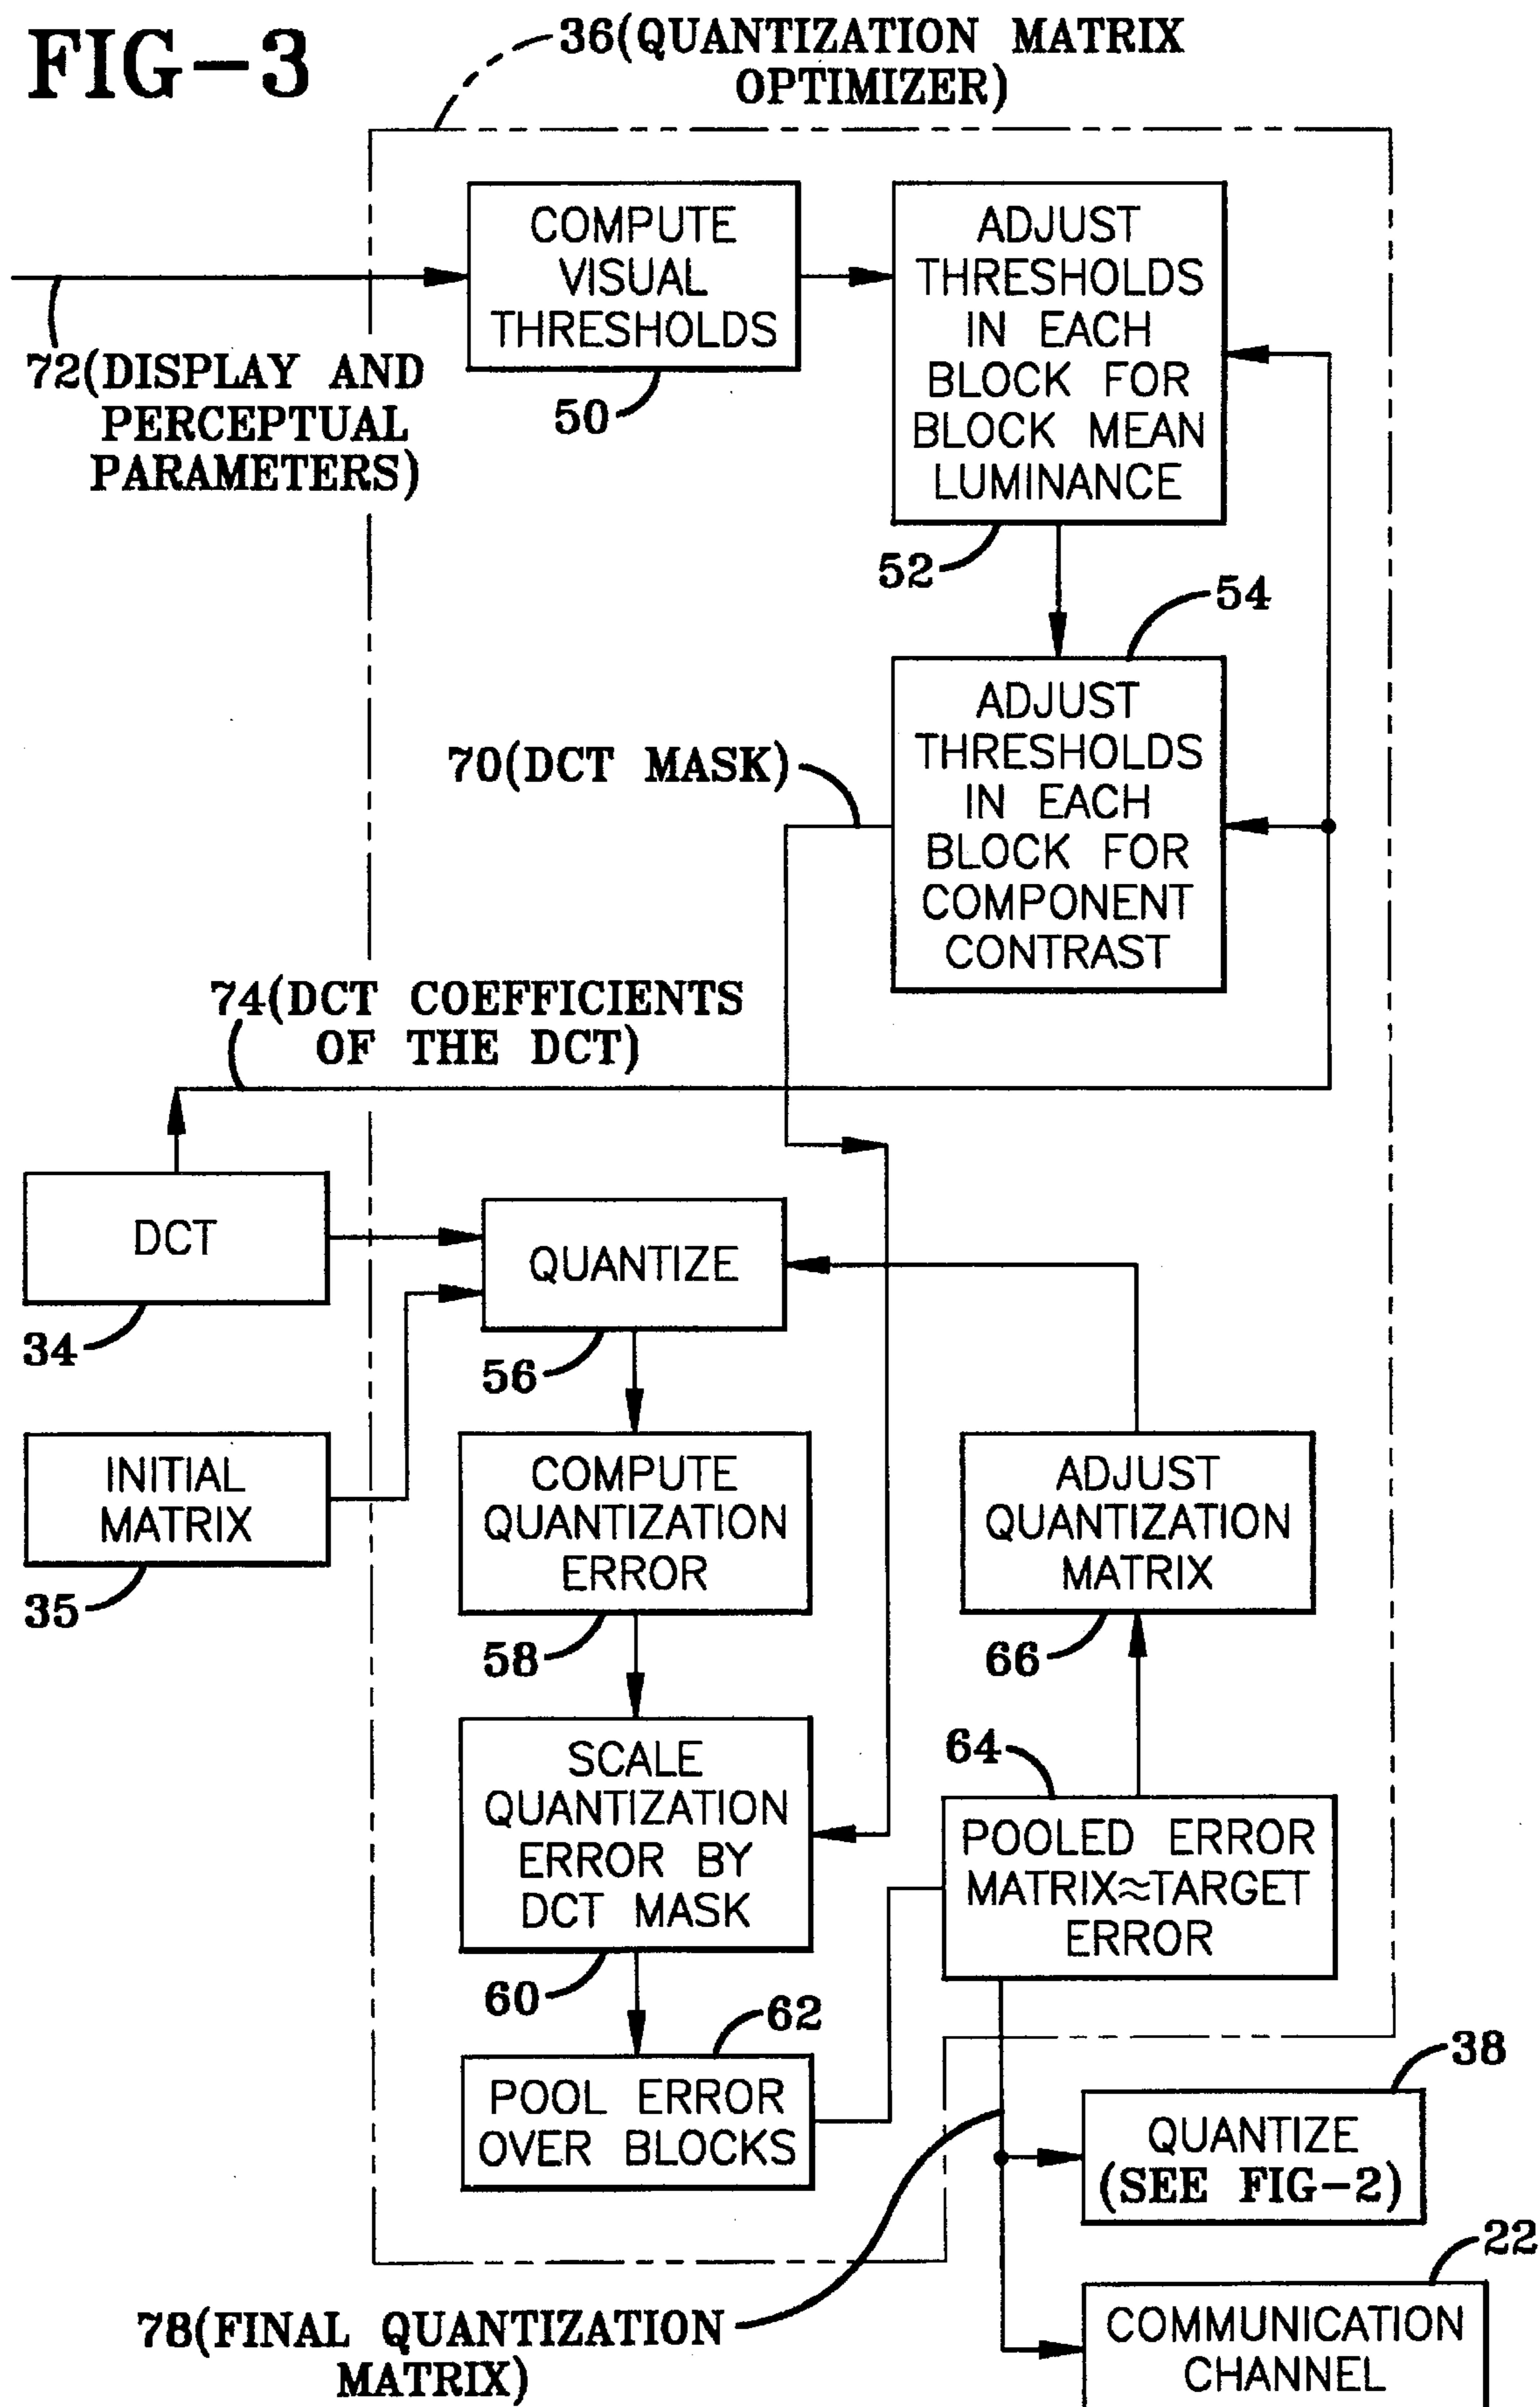 FIG-3
36(QUANTIZATION MATRIX
OPTIMIZER)
COMPUTE
VISUAL
THRESHOLDS
50
ADJUST
THRESHOLDS
IN EACH
BLOCK FOR
BLOCK MEAN
LUMINANCE
52
72(DISPLAY AND
PERCEPTUAL
PARAMETERS)
54
ADJUST
THRESHOLDS
IN EACH
BLOCK FOR
COMPONENT
CONTRAST
70(DCT MASK)
74(DCT COEFFICIENTS
OF THE DCT)
DCT
34
QUANTIZE
56
INITIAL
MATRIX
35
COMPUTE
QUANTIZATION
ERROR
58
ADJUST
QUANTIZATION
MATRIX
66
SCALE
QUANTIZATION
ERROR BY
DCT MASK
60
64
POOLED ERROR
MATRIX≈TARGET
ERROR
62
POOL ERROR
OVER BLOCKS
38
QUANTIZE
(SEE FIG-2)
22
COMMUNICATION
CHANNEL
78(FINAL QUANTIZATION
MATRIX)